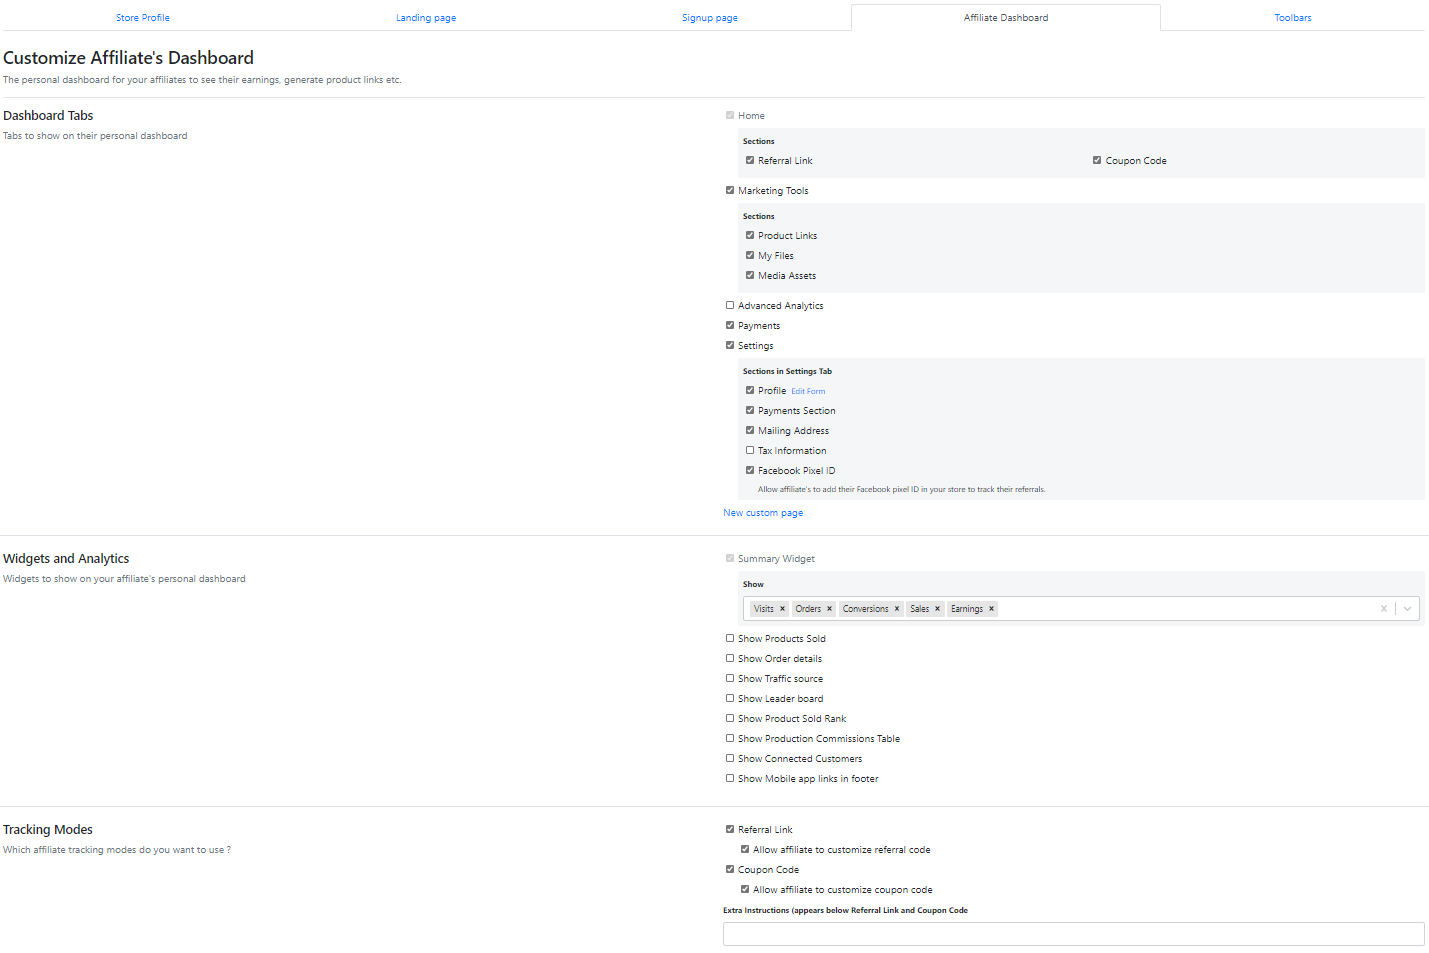 Store Profile
Landing page
Signup page
Affiliate Dashboard
Toolbars
Customize Affiliate's Dashboard
The personal dashboard for your affiliates to see their earnings, generate product links etc.
Dashboard Tabs
Tabs to show on their personal dashboard
Home
Sections
Referral Link
Coupon Code
Marketing Tools
Sections
Product Links
My Files
Media Assets
Advanced Analytics
Payments
Settings
Sections in Settings Tab
Profile Edit Form
Payments Section
Mailing Address
Tax Information
Facebook Pixel ID
Allow affiliate's to add their Facebook pixel ID in your store to track their referrals.
New custom page
Widgets and Analytics
Widgets to show on your affiliate's personal dashboard
Summary Widget
Show
Visits × Orders × Conversions × Sales × Earnings ×
Show Products Sold
Show Order details
Show Traffic source
Show Leader board
Show Product Sold Rank
Show Production Commissions Table
Show Connected Customers
Show Mobile app links in footer
Tracking Modes
Which affiliate tracking modes do you want to use ?
Referral Link
Allow affiliate to customize referral code
Coupon Code
Allow affiliate to customize coupon code
Extra Instructions (appears below Referral Link and Coupon Code